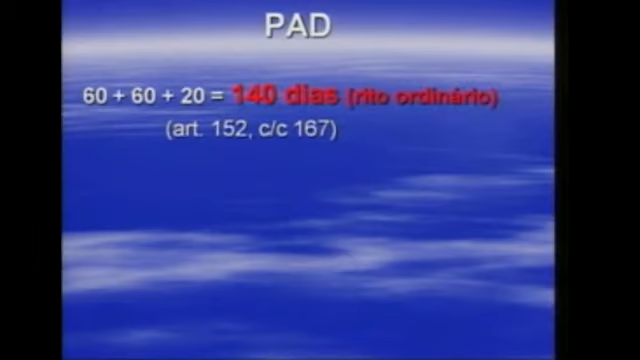 PAD
60 + 60 + 20 = 140 dias (rito ordinário)
(art. 152, c/c 167)